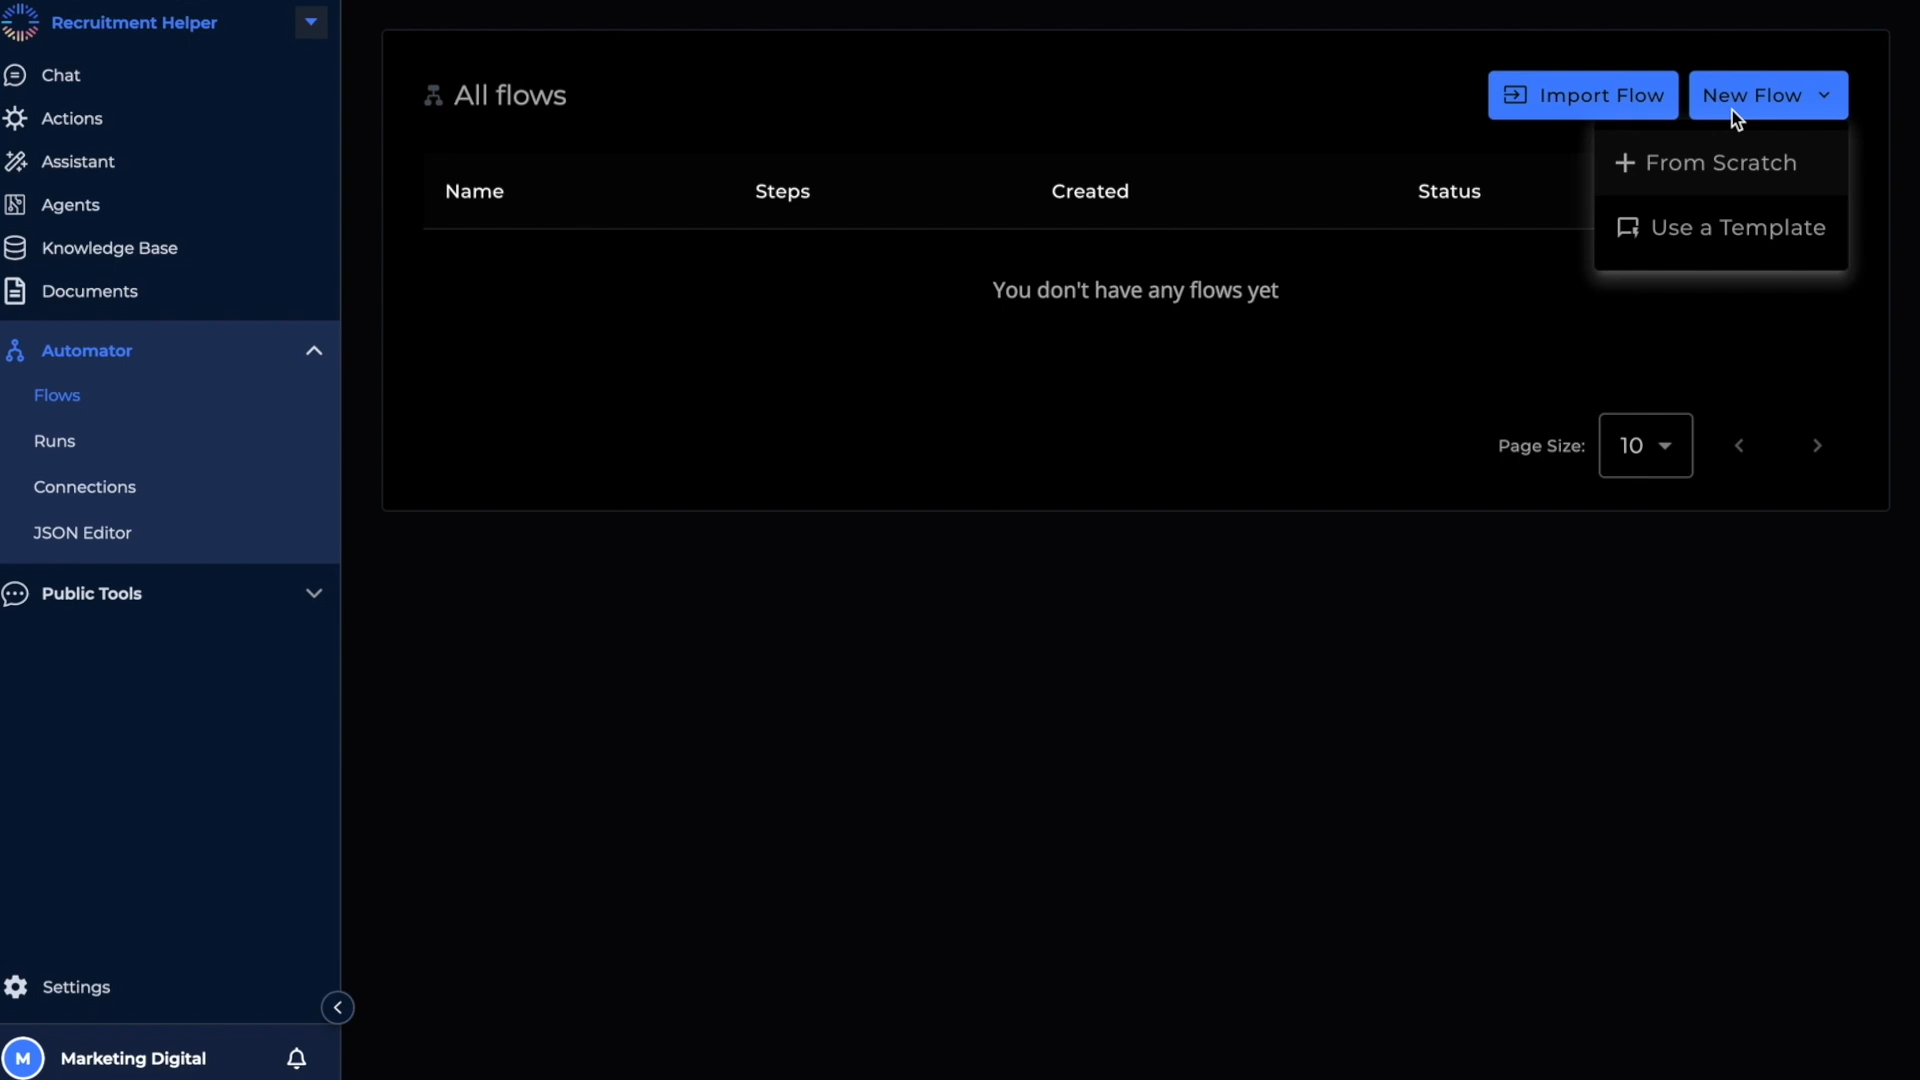 Recruitment Helper
Chat
Actions
Assistant
Agents
Knowledge Base
Documents
Automator
Flows
Runs
Connections
JSON Editor
Public Tools
Settings
M Marketing Digital
All flows
Import Flow
New Flow
From Scratch
Use a Template
Name Steps Created Status
You don't have any flows yet
Page Size: 10